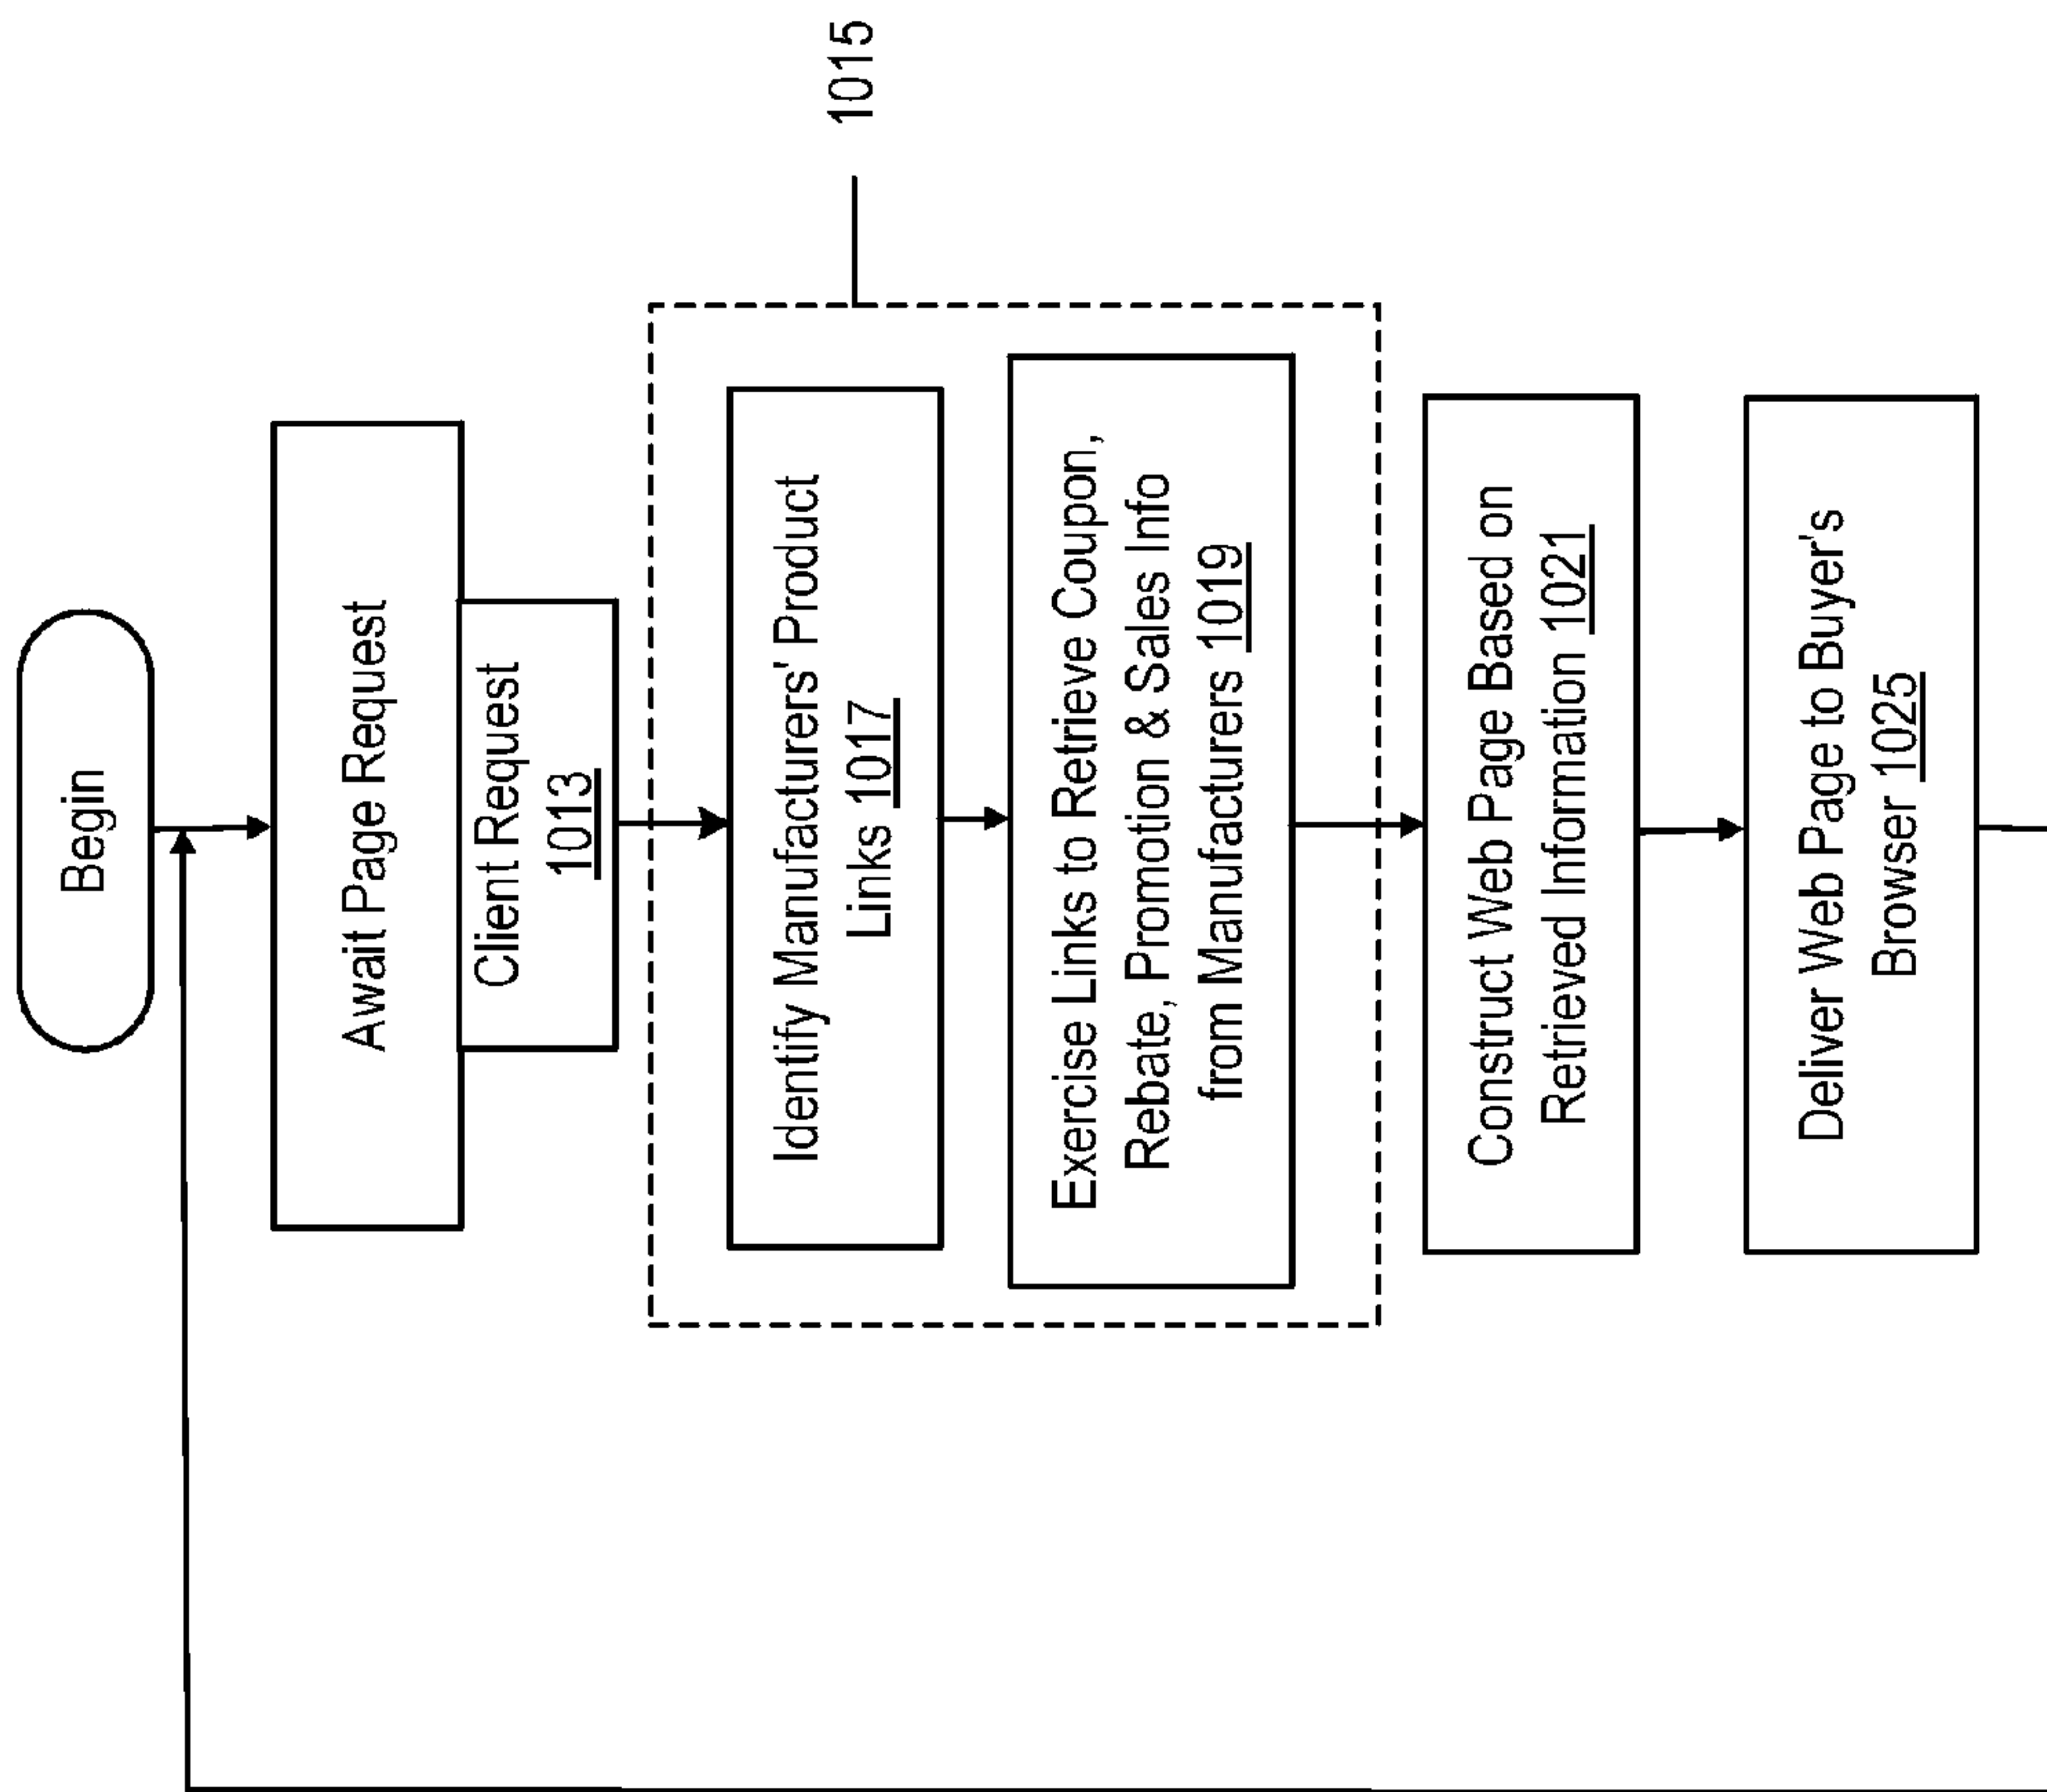 Begin
Await Page Request
Client Request
1013
1015
Identify Manufacturers' Product
Links 1017
Exercise Links to Retrieve Coupon,
Rebate, Promotion & Sales Info
from Manufacturers 1019
Construct Web Page Based on
Retrieved Information 1021
Deliver Web Page to Buyer's
Browser 1025